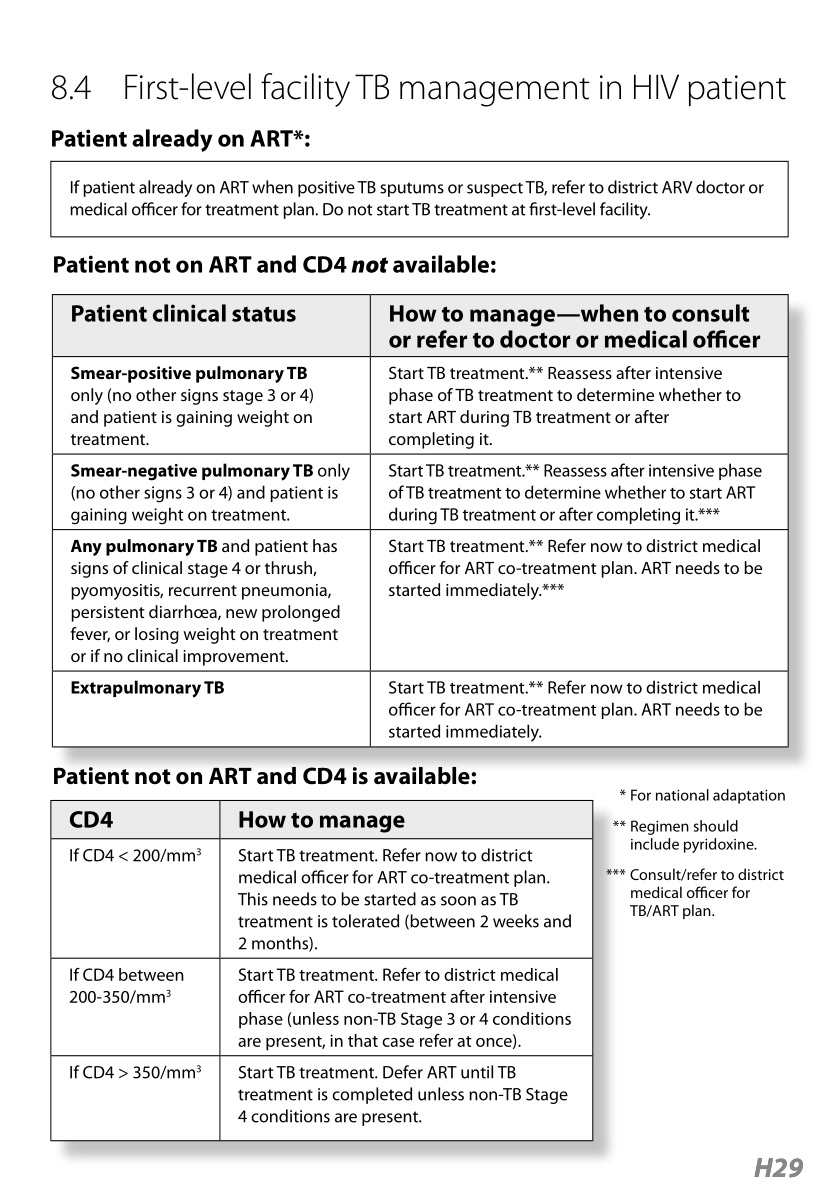 8.4 First-level facility TB management in HIV patient
Patient already on ART*:
If patient already on ART when positive TB sputums or suspect TB, refer to district ARV doctor or
medical officer for treatment plan. Do not start TB treatment at first-level facility.
Patient not on ART and CD4 not available:
Patient clinical status
How to manage—when to consult
or refer to doctor or medical officer
Smear-positive pulmonary TB
only (no other signs stage 3 or 4)
and patient is gaining weight on
treatment.
Start TB treatment.** Reassess after intensive
phase of TB treatment to determine whether to
start ART during TB treatment or after
completing it.
Smear-negative pulmonary TB only
(no other signs 3 or 4) and patient is
gaining weight on treatment.
Start TB treatment.** Reassess after intensive phase
of TB treatment to determine whether to start ART
during TB treatment or after completing it.***
Any pulmonary TB and patient has
signs of clinical stage 4 or thrush,
pyomyositis, recurrent pneumonia,
persistent diarrhœa, new prolonged
fever, or losing weight on treatment
or if no clinical improvement.
Start TB treatment.** Refer now to district medical
officer for ART co-treatment plan. ART needs to be
started immediately.***
Extrapulmonary TB
Start TB treatment.** Refer now to district medical
officer for ART co-treatment plan. ART needs to be
started immediately.
Patient not on ART and CD4 is available:
CD4
How to manage
If CD4 < 200/mm³
Start TB treatment. Refer now to district
medical officer for ART co-treatment plan.
This needs to be started as soon as TB
treatment is tolerated (between 2 weeks and
2 months).
If CD4 between
200-350/mm³
Start TB treatment. Refer to district medical
officer for ART co-treatment after intensive
phase (unless non-TB Stage 3 or 4 conditions
are present, in that case refer at once).
If CD4 > 350/mm³
Start TB treatment. Defer ART until TB
treatment is completed unless non-TB Stage
4 conditions are present.
* For national adaptation
** Regimen should
include pyridoxine.
*** Consult/refer to district
medical officer for
TB/ART plan.
H29